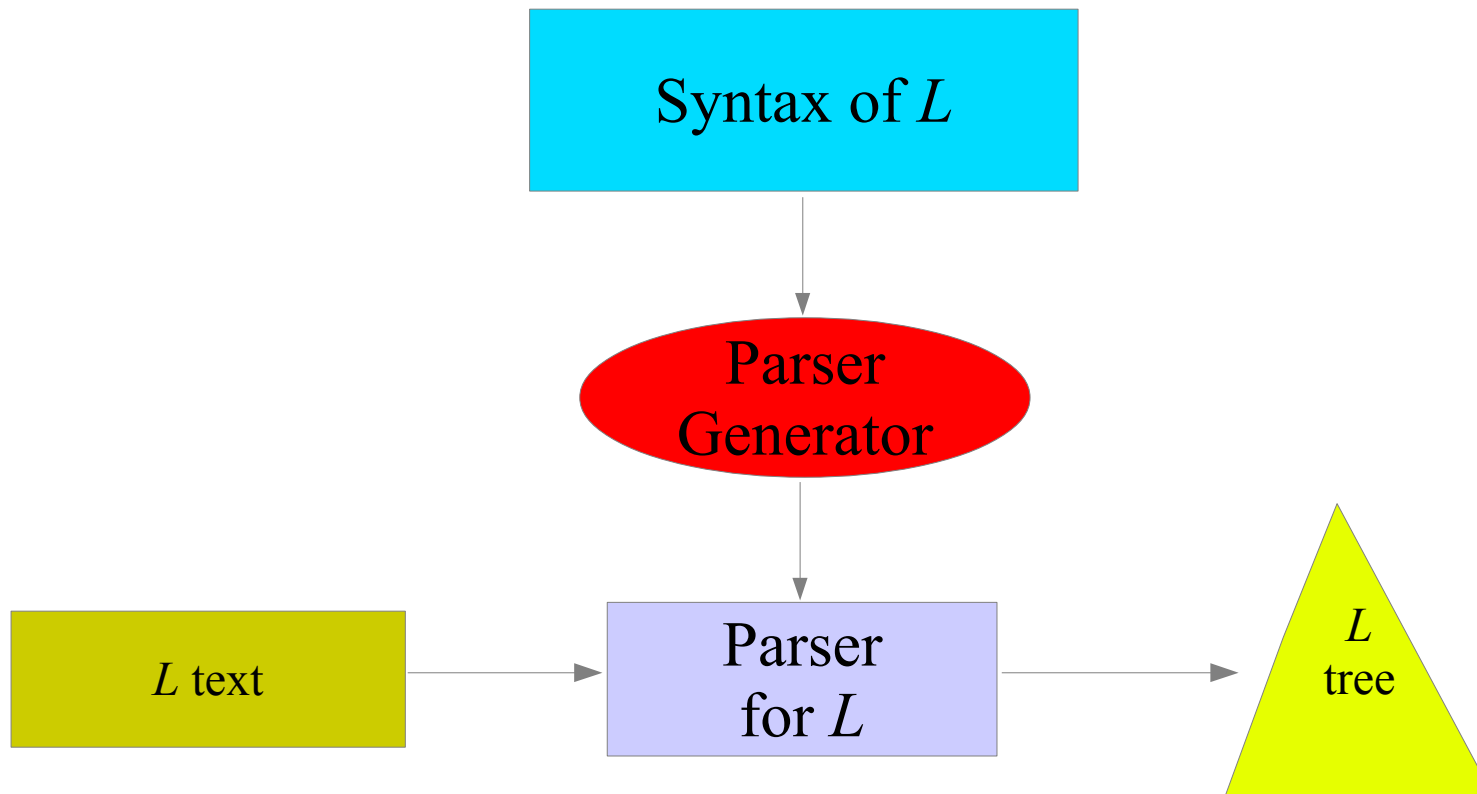 Syntax of L
Parser
Generator
L text
Parser
for L
L
tree